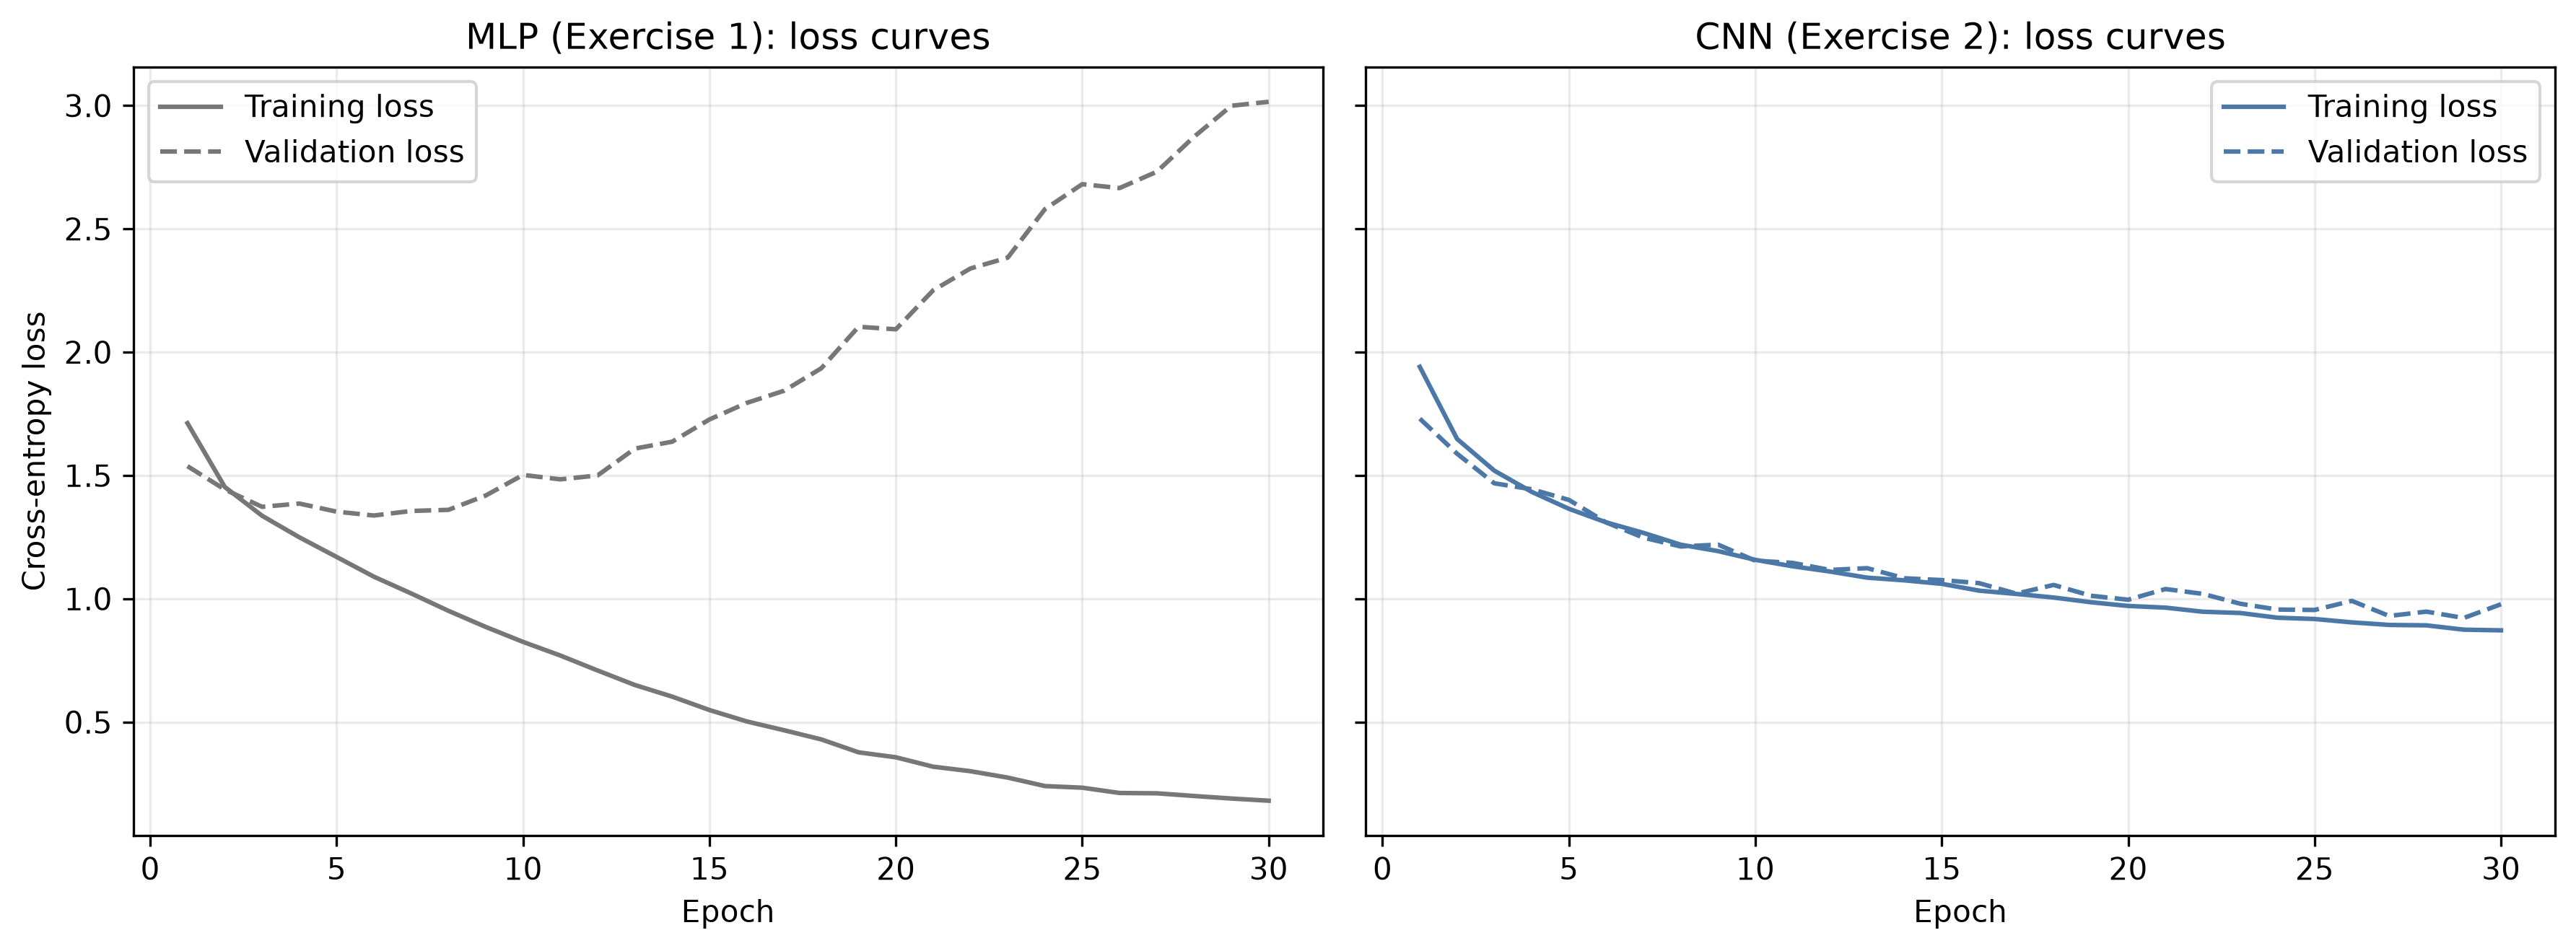 MLP (Exercise 1): loss curves
Training loss
Validation loss
Cross-entropy loss
3.0
2.5
2.0
1.5
1.0
0.5
0 5 10 15 20 25 30
Epoch
CNN (Exercise 2): loss curves
Training loss
Validation loss
0 5 10 15 20 25 30
Epoch